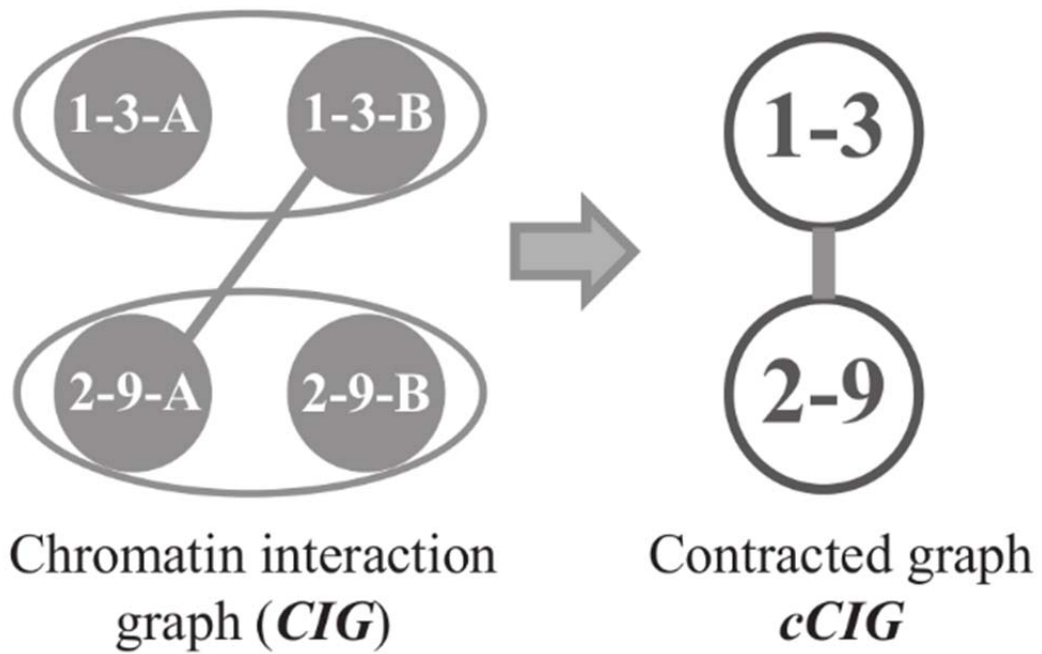 1-3-A
1-3-B
1-3
2-9-A
2-9-B
2-9
Chromatin interaction
graph (CIG)
Contracted graph
cCIG